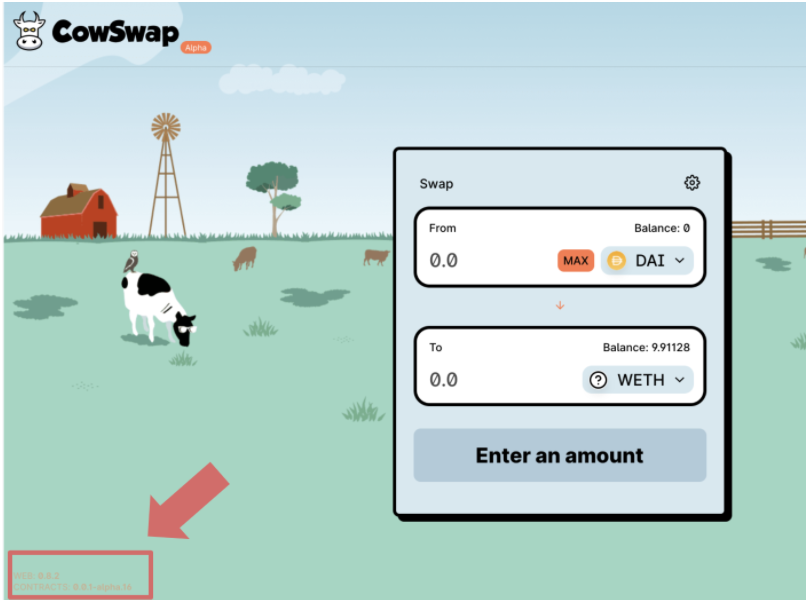 CowSwap
Alpha
Swap
From
Balance: 0
0.0
MAX
DAI
To
Balance: 9.91128
0.0
? WETH
Enter an amount
WEB: 0.8.2
CONTRACTS: 0.0.1-alpha.16